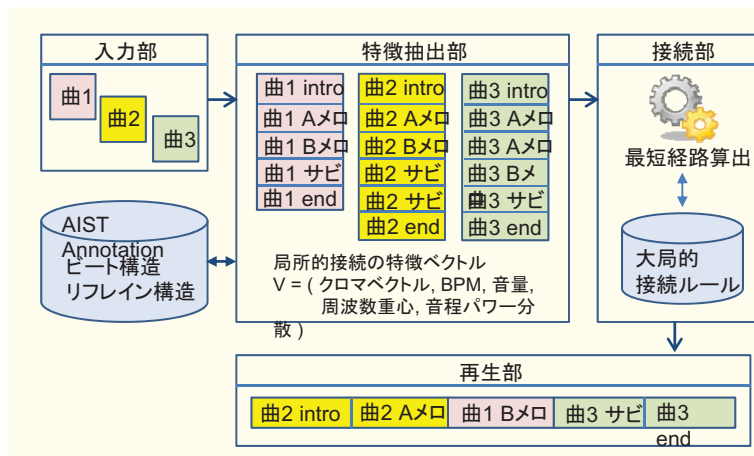 入力部
曲1
曲2
曲3
AIST
Annotation
ビート構造
リフレイン構造
特徴抽出部
曲1 intro
曲1 Aメロ
曲1 Bメロ
曲1 サビ
曲1 end
曲2 intro
曲2 Aメロ
曲2 Bメロ
曲2 サビ
曲2 サビ
曲2 end
曲3 intro
曲3 Aメロ
曲3 Aメロ
曲3 Bメ
曲3 サビ
曲3 end
局所的接続の特徴ベクトル
V = ( クロマベクトル, BPM, 音量,
周波数重心, 音程パワー分
散 )
接続部
最短経路算出
大局的
接続ルール
再生部
曲2 intro
曲2 Aメロ
曲1 Bメロ
曲3 サビ
曲3
end